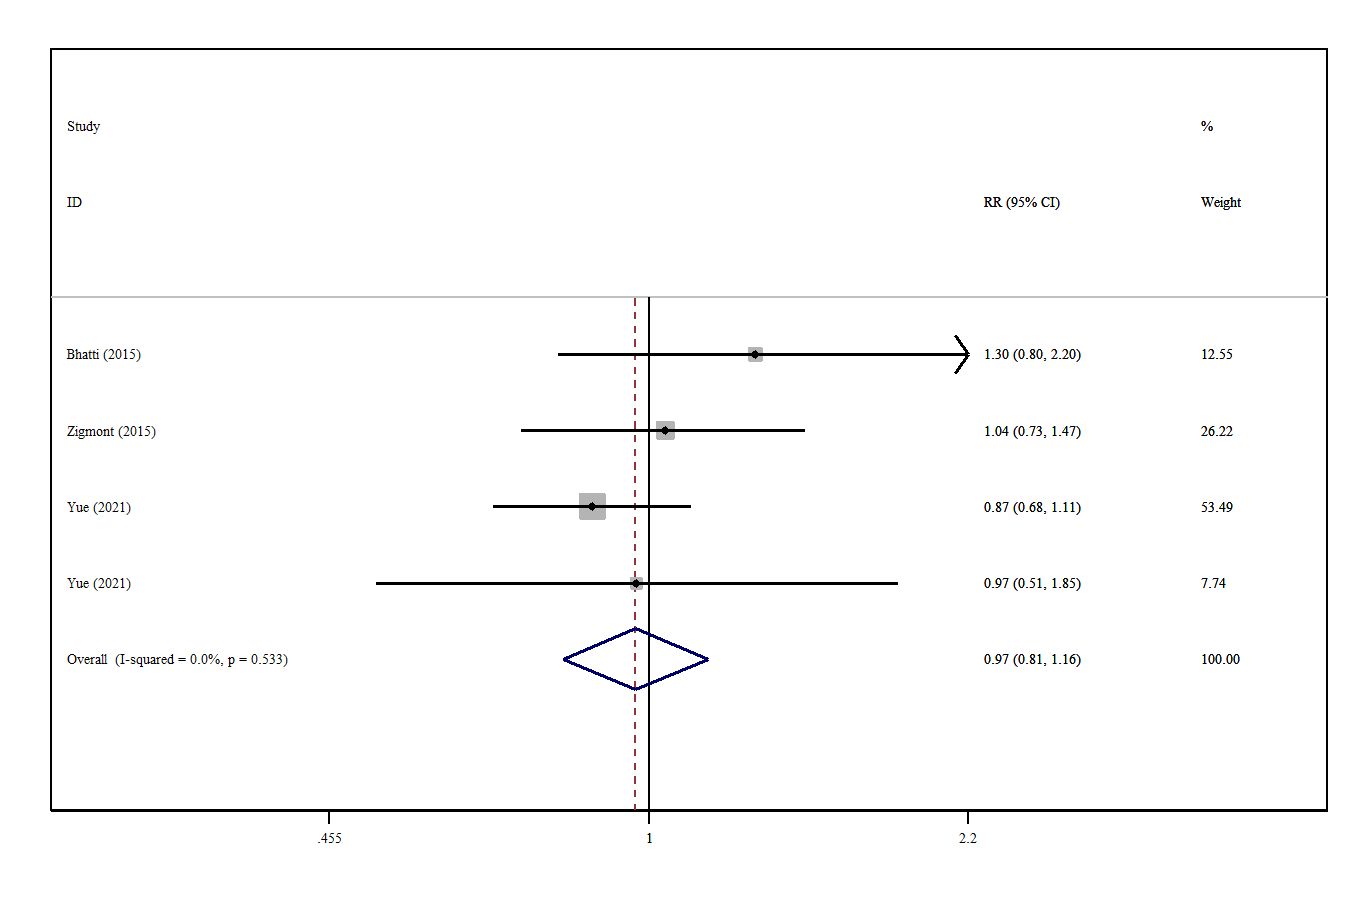 Study %
ID RR (95% CI) Weight
Bhatti (2015) 1.30 (0.80, 2.20) 12.55
Zigmont (2015) 1.04 (0.73, 1.47) 26.22
Yue (2021) 0.87 (0.68, 1.11) 53.49
Yue (2021) 0.97 (0.51, 1.85) 7.74
Overall (I-squared = 0.0%, p = 0.533) 0.97 (0.81, 1.16) 100.00
.455 1 2.2